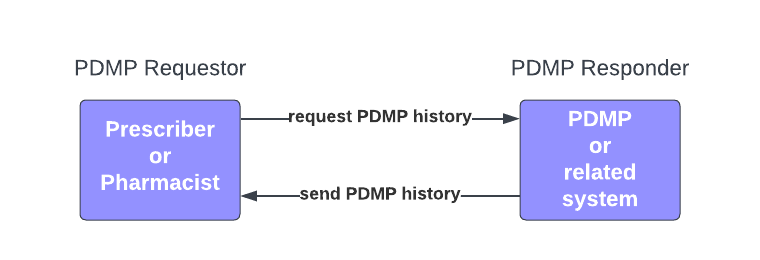 PDMP Requestor
PDMP Responder
Prescriber
or
Pharmacist
request PDMP history
send PDMP history
PDMP
or
related
system